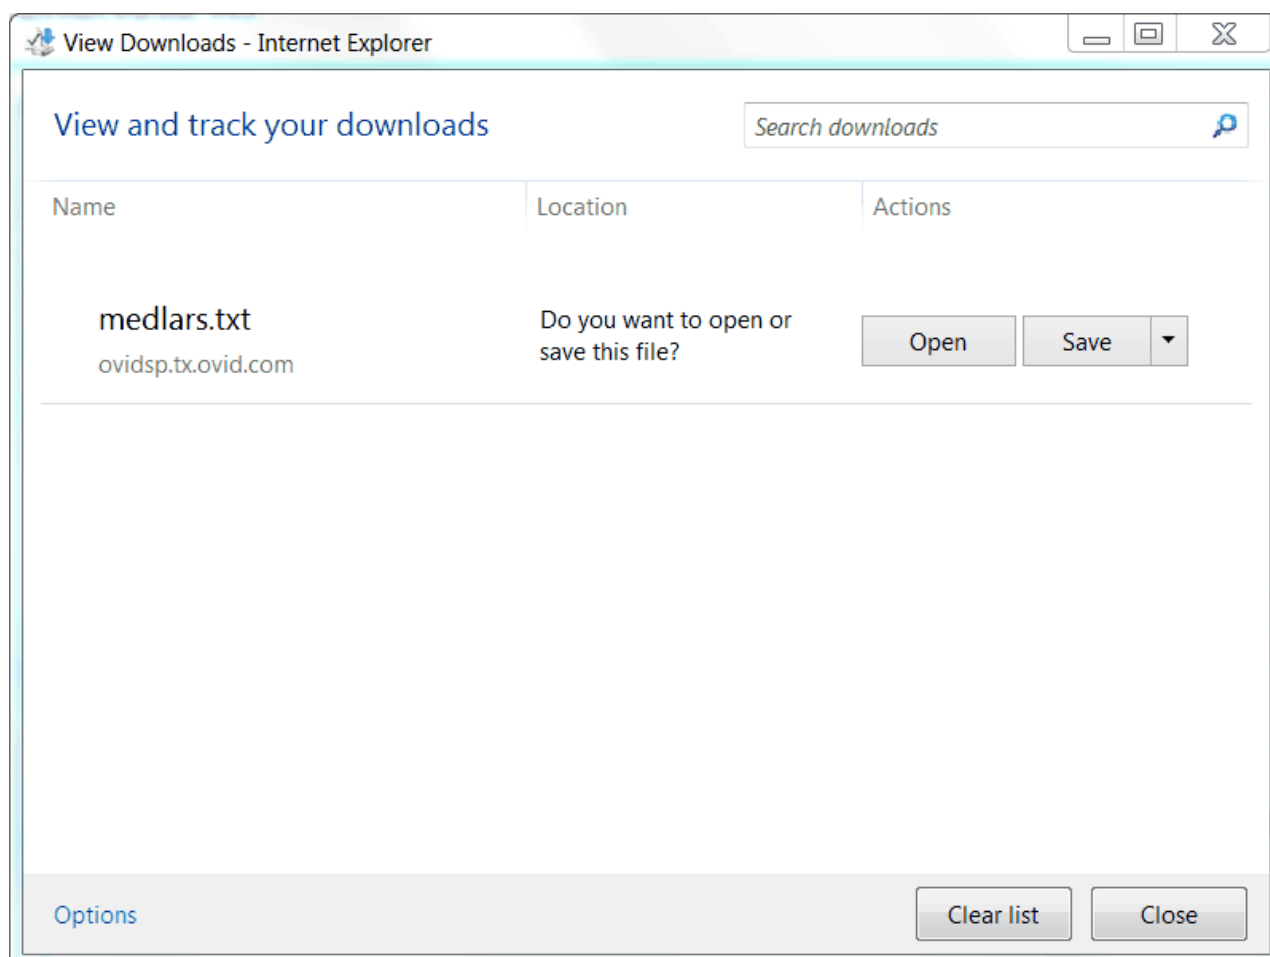 View Downloads - Internet Explorer
View and track your downloads
Search downloads
Name
Location
Actions
medlars.txt
ovidsp.tx.ovid.com
Do you want to open or
save this file?
Open
Save
Options
Clear list
Close